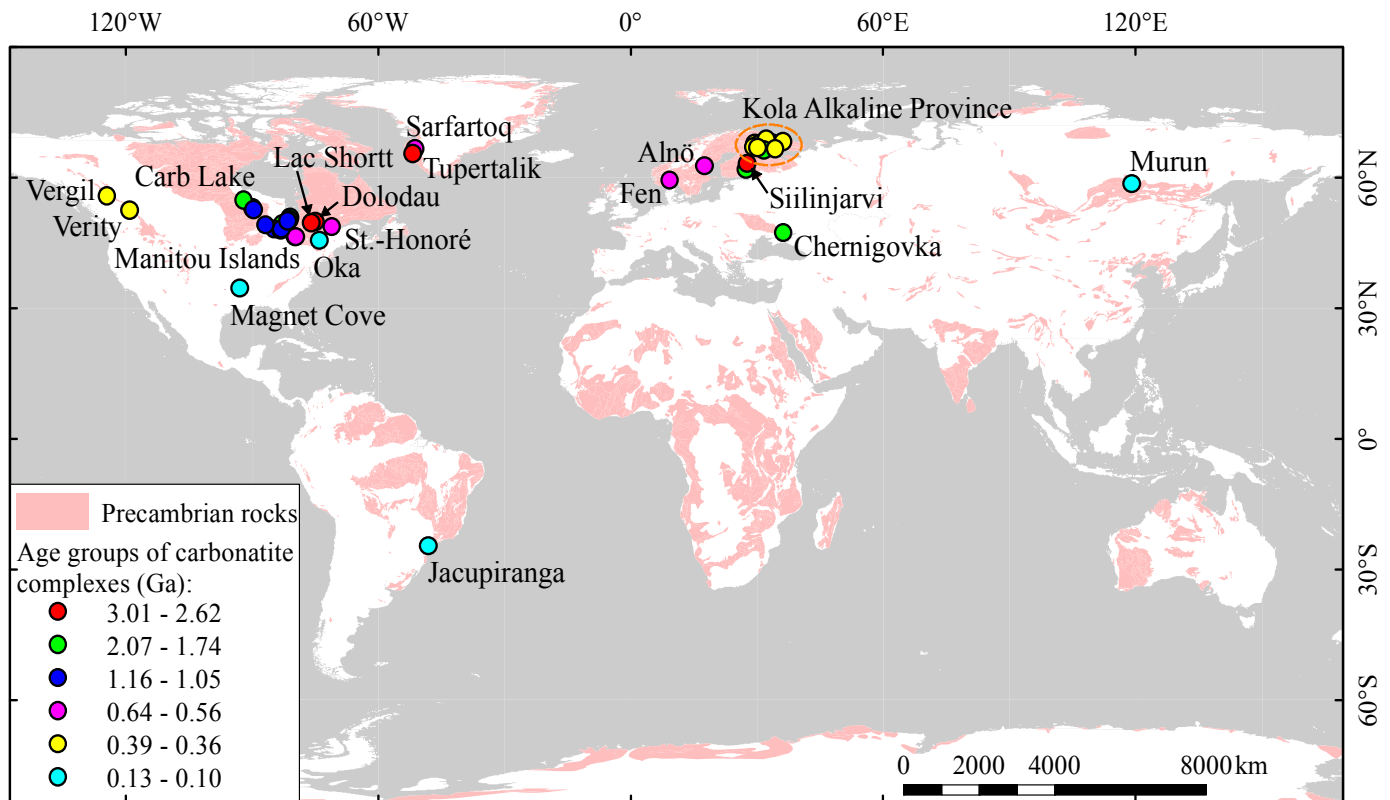 120°W 60°W 0° 60°E 120°E
Kola Alkaline Province
Sarfartoq
Lac Shortt
Tupertalik
Alnö
Murun
60°N
Vergil
Carb Lake
Dolodau
Fen
Siilinjarvi
Verity
St.-Honoré
Chernigovka
Manitou Islands
Oka
Magnet Cove
30°N
0°
Precambrian rocks
Age groups of carbonatite
complexes (Ga):
Jacupiranga
30°S
3.01 - 2.62
2.07 - 1.74
1.16 - 1.05
60°S
0.64 - 0.56
0.39 - 0.36
0.13 - 0.10
0 2000 4000 8000km